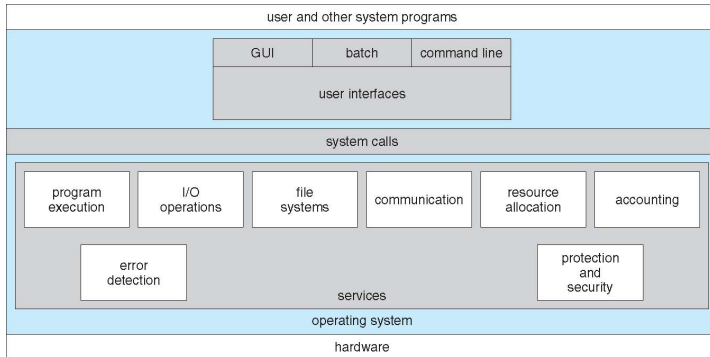 user and other system programs
GUI
batch
command line
user interfaces
system calls
program
execution
I/O
operations
file
systems
communication
resource
allocation
accounting
error
detection
protection
and
security
services
operating system
hardware